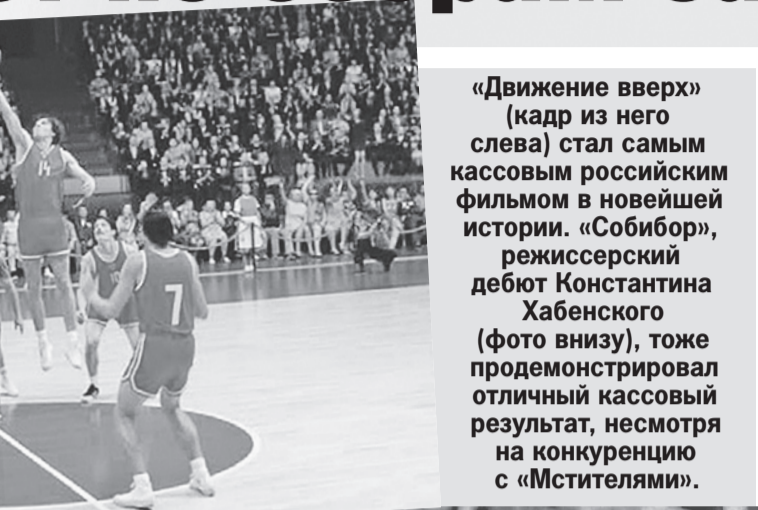 «Движение вверх»
(кадр из него
слева) стал самым
кассовым российским
фильмом в новейшей
истории. «Собибор»,
режиссерский
дебют Константина
Хабенского
(фото внизу), тоже
продемонстрировал
отличный кассовый
результат, несмотря
на конкуренцию
с «Мстителями».
14
7